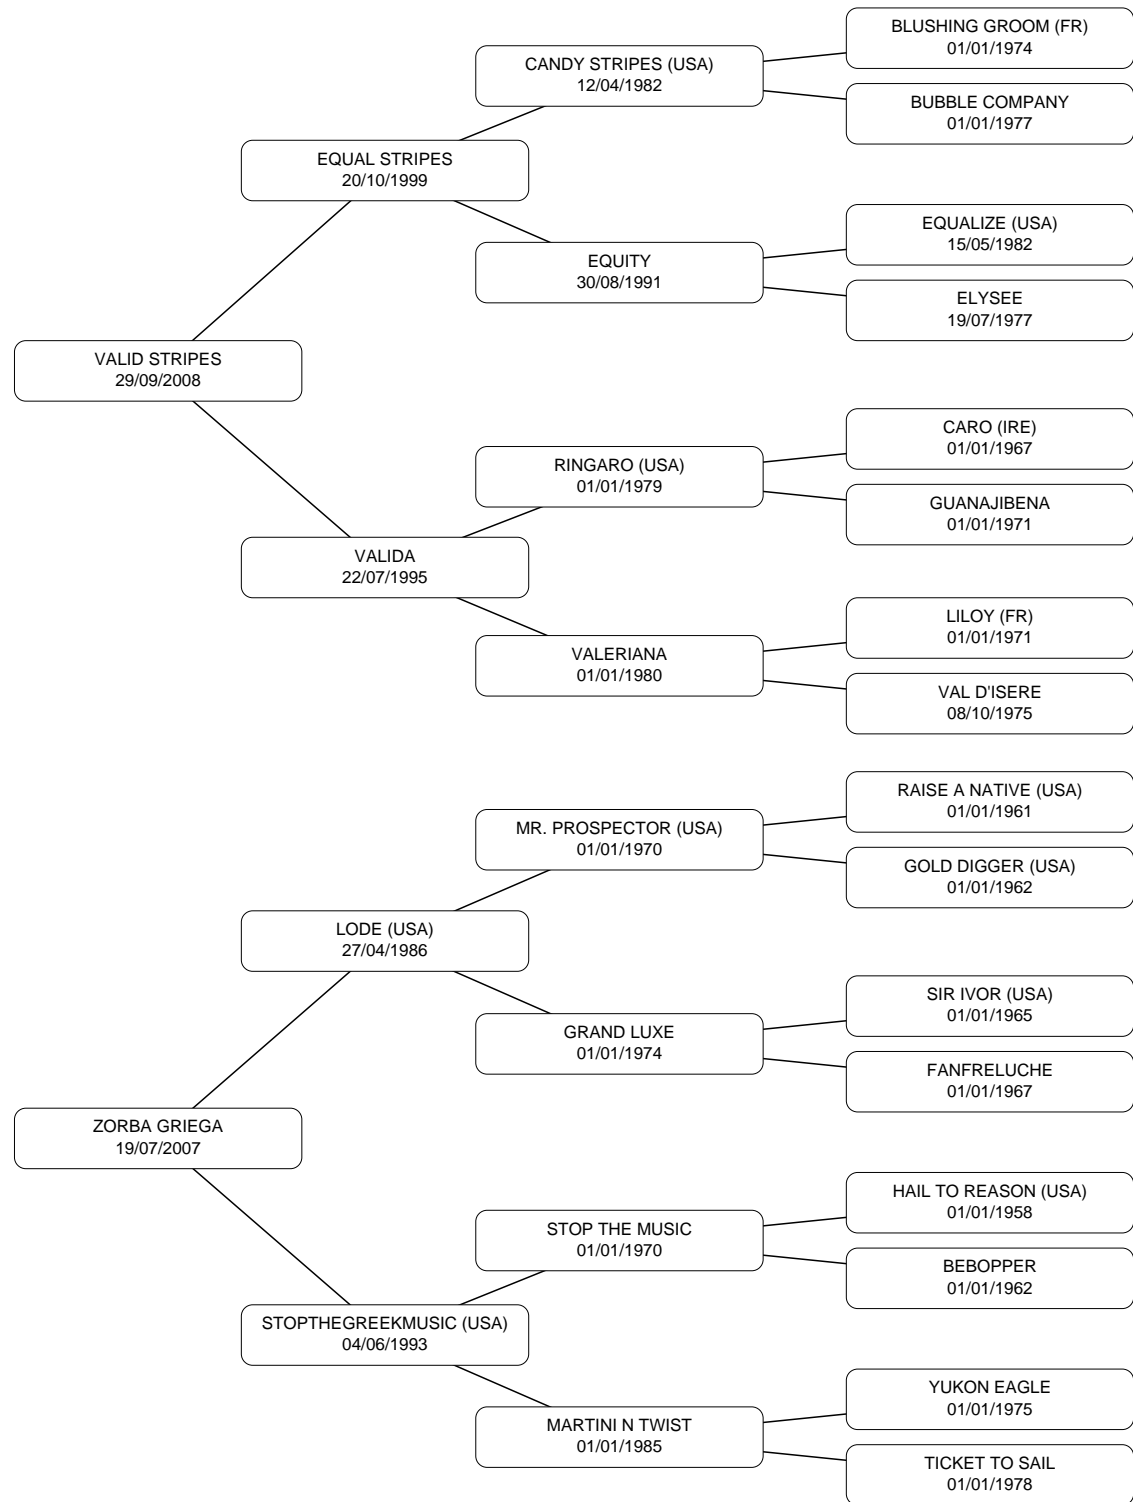 BLUSHING GROOM (FR)
01/01/1974
CANDY STRIPES (USA)
12/04/1982
BUBBLE COMPANY
01/01/1977
EQUAL STRIPES
20/10/1999
EQUALIZE (USA)
15/05/1982
EQUITY
30/08/1991
ELYSEE
19/07/1977
VALID STRIPES
29/09/2008
CARO (IRE)
01/01/1967
RINGARO (USA)
01/01/1979
GUANAJIBENA
01/01/1971
VALIDA
22/07/1995
LILOY (FR)
01/01/1971
VALERIANA
01/01/1980
VAL D'ISERE
08/10/1975
RAISE A NATIVE (USA)
01/01/1961
MR. PROSPECTOR (USA)
01/01/1970
GOLD DIGGER (USA)
01/01/1962
LODE (USA)
27/04/1986
SIR IVOR (USA)
01/01/1965
GRAND LUXE
01/01/1974
FANFRELUCHE
01/01/1967
ZORBA GRIEGA
19/07/2007
HAIL TO REASON (USA)
01/01/1958
STOP THE MUSIC
01/01/1970
BEBOPPER
01/01/1962
STOPTHEGREEKMUSIC (USA)
04/06/1993
YUKON EAGLE
01/01/1975
MARTINI N TWIST
01/01/1985
TICKET TO SAIL
01/01/1978